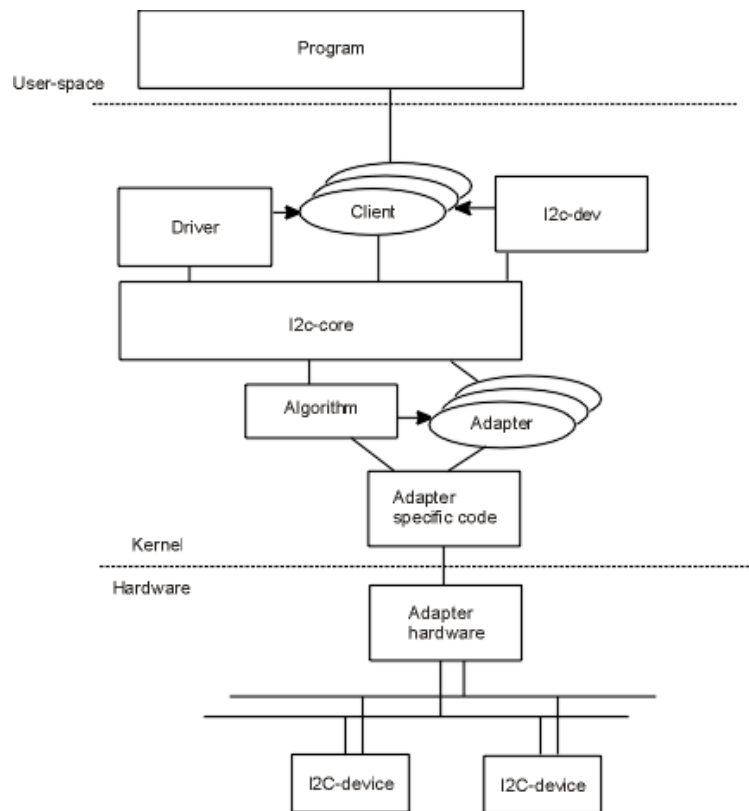 Program
User-space
Client
I2c-dev
Driver
I2c-core
Algorithm
Adapter
Adapter
specific code
Kernel
Hardware
Adapter
hardware
I2C-device
I2C-device